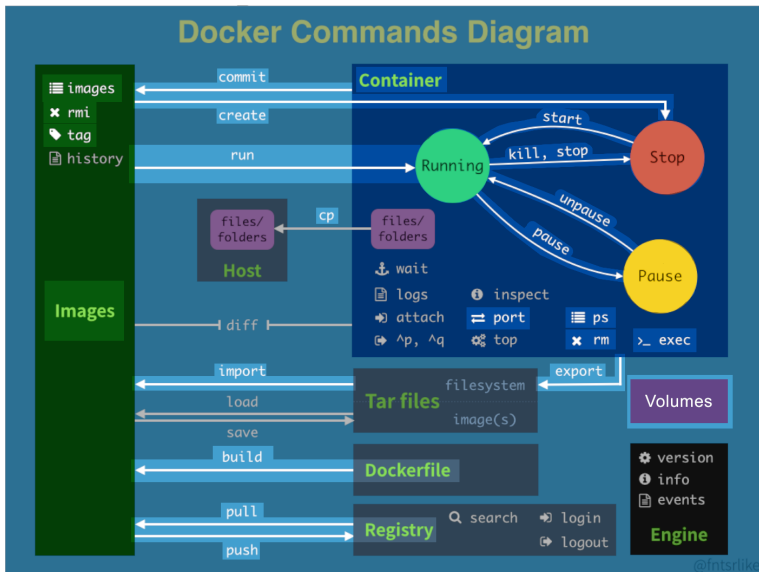 Docker Commands Diagram
images
rmi
tag
history
Images
commit
create
run
Container
start
Running
kill, stop
Stop
unpause
pause
Pause
files/
folders
Host
cp
files/
folders
wait
logs
attach
^p, ^q
inspect
port
top
ps
rm
>_ exec
diff
import
load
save
export
filesystem
Tar files
image(s)
Volumes
build
Dockerfile
version
info
events
Engine
pull
push
Registry
search
login
logout
@fntsrlike